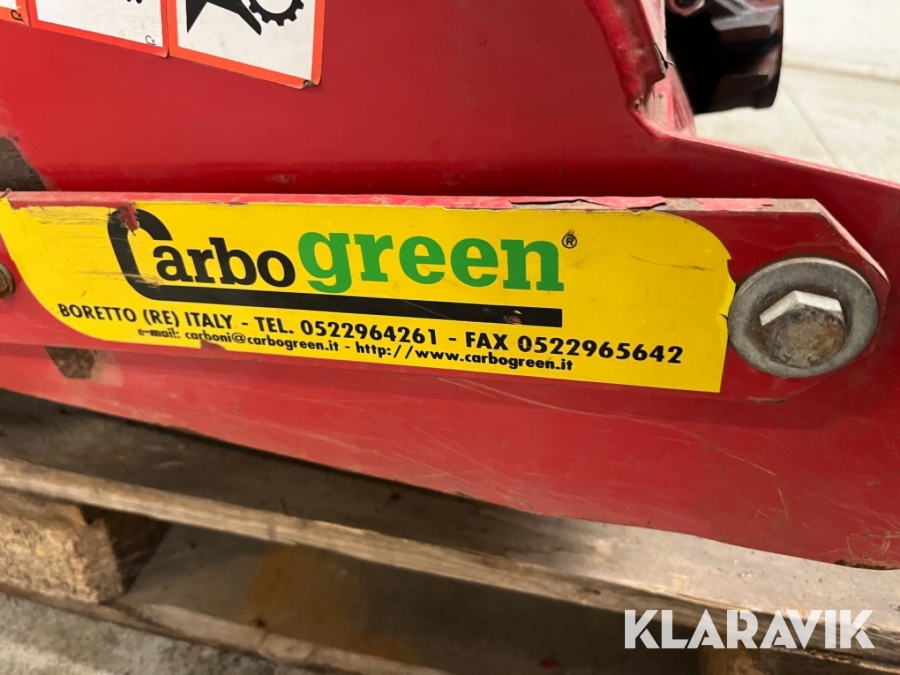 Carbogreen®
BORETTO (RE) ITALY - TEL. 0522964261 - FAX 0522965642
e-mail: carboni@carbogreen.it - http://www.carbogreen.it
KLARAVIK